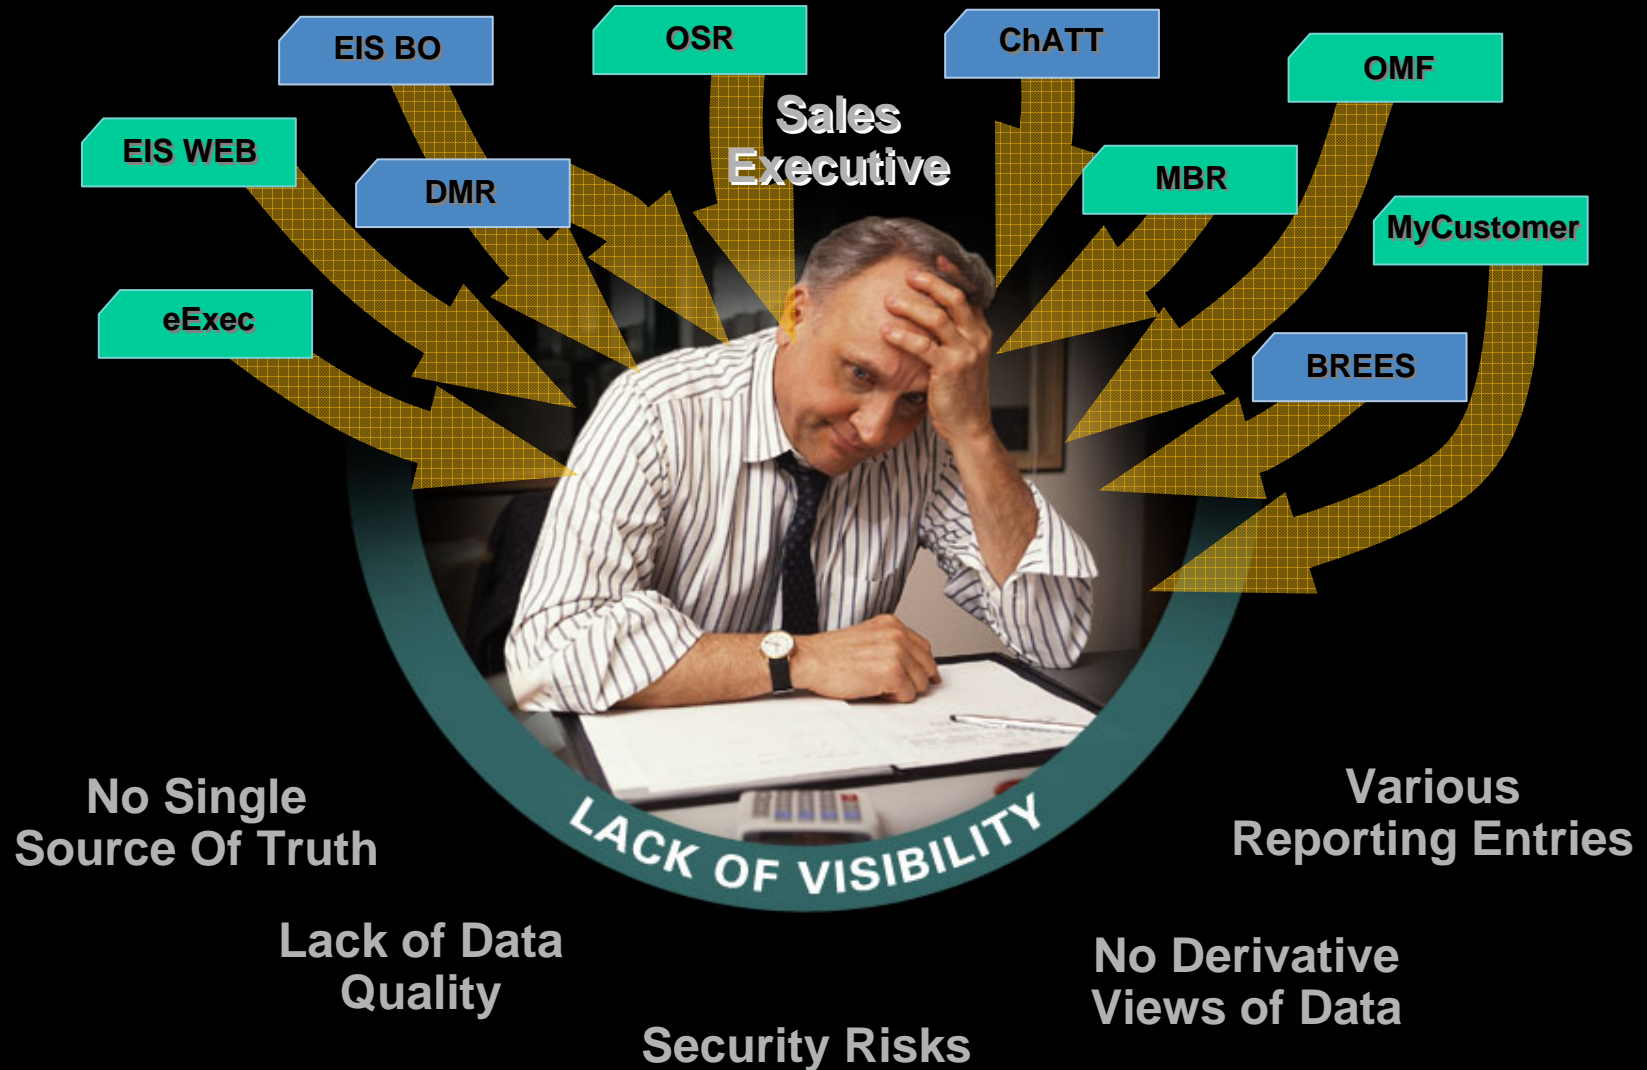 EIS BO
OSR
ChATT
OMF
Sales
Executive
EIS WEB
DMR
MBR
MyCustomer
eExec
BREES
LACK OF VISIBILITY
No Single
Source Of Truth
Various
Reporting Entries
Lack of Data
Quality
No Derivative
Views of Data
Security Risks